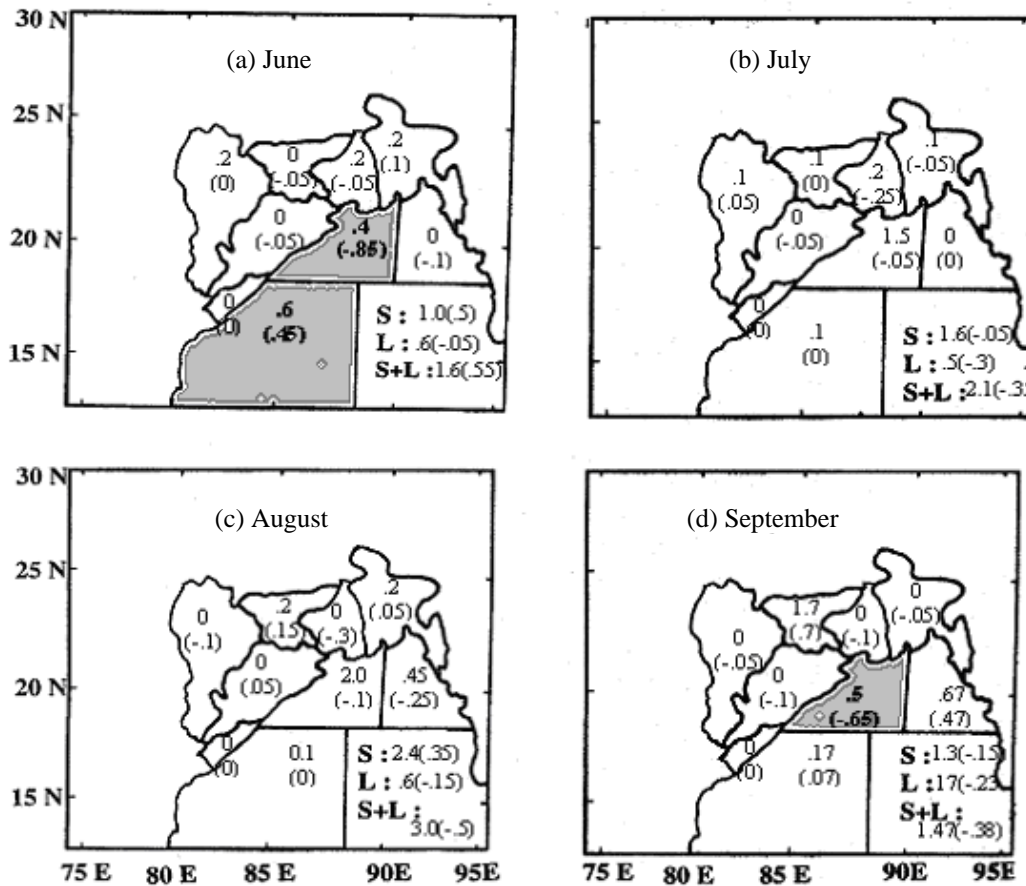 30 N
(a) June
(b) July
25 N
.2
(0)
0
(-.05)
.2
(-.05)
.2
(.1)
0
(-.05)
.4
(-.85)
0
(-.1)
20 N
0
(0)
.6
(.45)
S : 1.0(.5)
L : .6(-.05)
S+L : 1.6(.55)
15 N
.1
(.05)
.1
(0)
.2
(-.25)
.1
(-.05)
0
(-.05)
1.5
(-.05)
0
(0)
0
(0)
.1
(0)
S : 1.6(-.05)
L : .5(-.3)
S+L :2.1(-.35
30 N
(c) August
(d) September
25 N
0
(-.1)
.2
(.15)
0
(-.3)
.2
(.05)
0
(.05)
2.0
(-.1)
.45
(-.25)
20 N
0
(0)
0.1
(0)
S : 2.4(.35)
L : .6(-.15)
S+L :
3.0(-.5)
15 N
0
(-.05)
1.7
(.7)
0
(-.1)
0
(-.05)
0
(-.1)
.5
(-.65)
.67
(.47)
0
(0)
.17
(.07)
S : 1.3(-.15
L : 17(-.23
S+L :
1.47(-.38)
75 E 80 E 85 E 90E 95E
75 E 80 E 85 E 90E 95 E